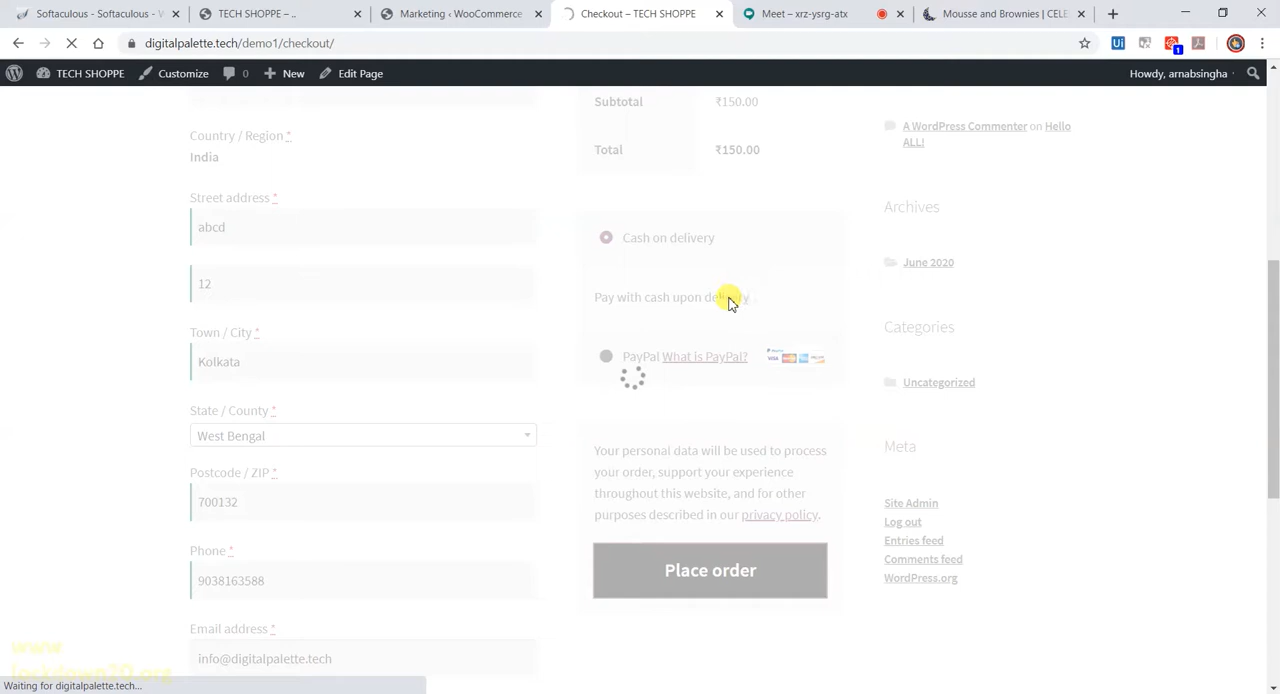 Softaculous - Softaculous - W
TECH SHOPPE – ..
Marketing ‹ WooCommerce
Checkout – TECH SHOPPE
Meet – xrz-ysrg-atx
Mousse and Brownies | CELE
digitalpalette.tech/demo1/checkout/
TECH SHOPPE
Customize
0
New
Edit Page
Howdy, arnabsingha
Country / Region *
India
Street address *
abcd
12
Town / City *
Kolkata
State / County *
West Bengal
Postcode / ZIP *
700132
Phone *
9038163588
Email address *
info@digitalpalette.tech
Subtotal ₹150.00
Total ₹150.00
Cash on delivery
Pay with cash upon delivery.
PayPal What is PayPal?
Your personal data will be used to process
your order, support your experience
throughout this website, and for other
purposes described in our privacy policy.
Place order
A WordPress Commenter on Hello
ALL!
Archives
June 2020
Categories
Uncategorized
Meta
Site Admin
Log out
Entries feed
Comments feed
WordPress.org
www
lockdown20.org
Waiting for digitalpalette.tech...